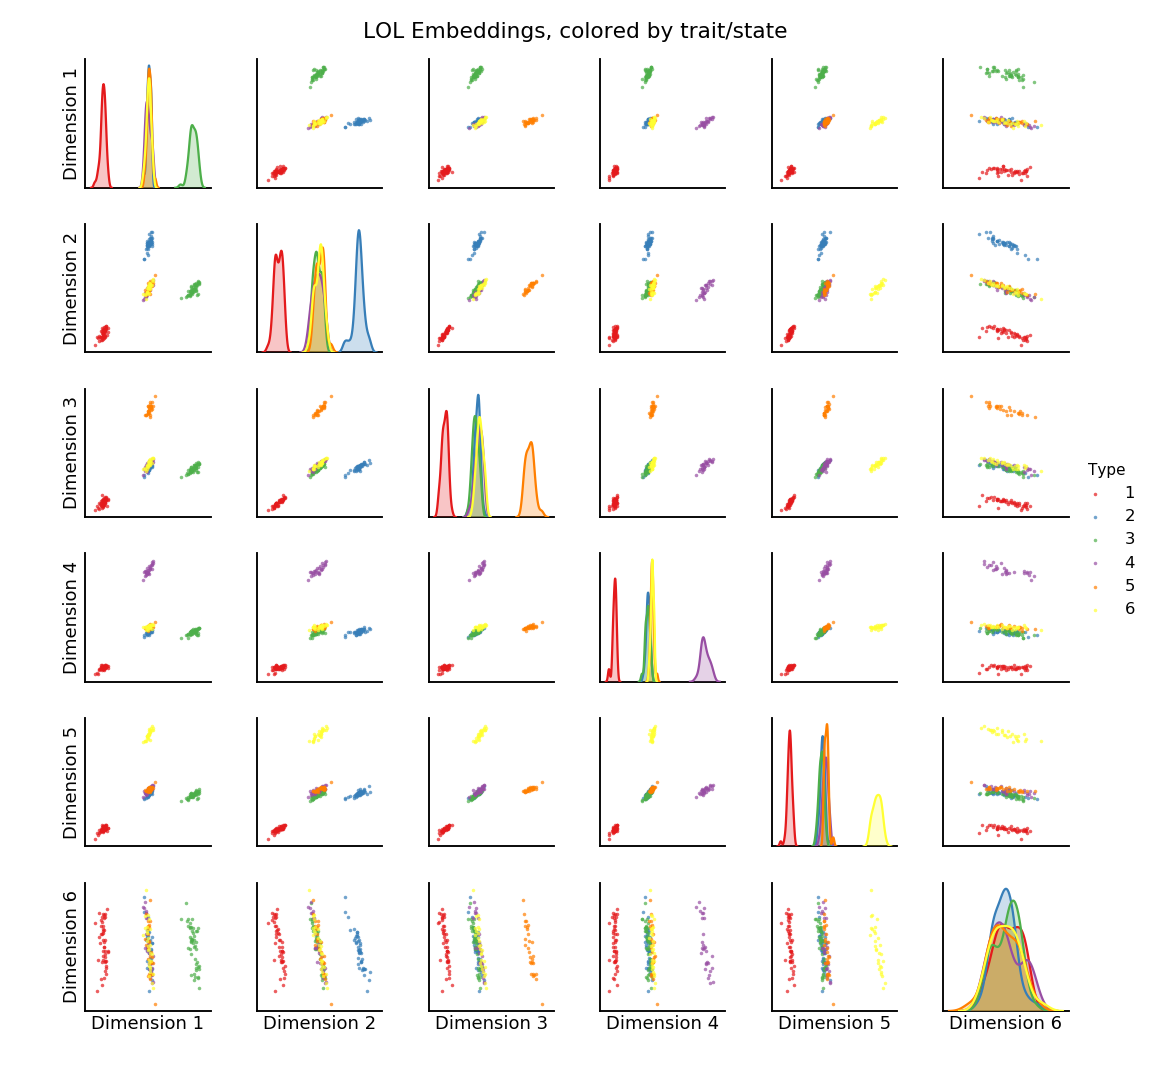 LOL Embeddings, colored by trait/state
Dimension 1
Dimension 2
Dimension 3
Dimension 4
Dimension 5
Dimension 6
Type
1
2
3
4
5
6
Dimension 1
Dimension 2
Dimension 3
Dimension 4
Dimension 5
Dimension 6